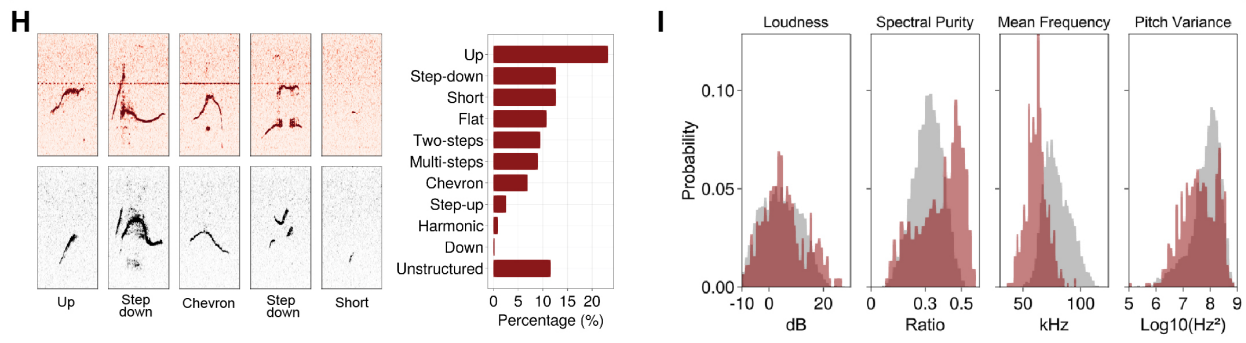 H
Up
Step
down
Chevron
Step
down
Short
Up
Step-down
Short
Flat
Two-steps
Multi-steps
Chevron
Step-up
Harmonic
Down
Unstructured
0 5 10 15 20
Percentage (%)
I
Loudness Spectral Purity Mean Frequency Pitch Variance
Probability
0.10
0.05
0.00
-10 0 20 0 0.3 0.5 50 100 5 6 7 8 9
dB Ratio kHz Log10(Hz²)